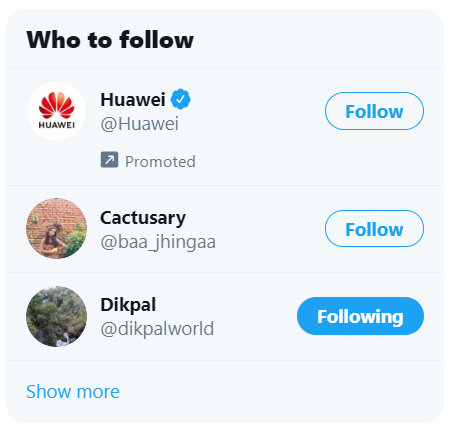 Who to follow
HUAWEI
Huawei
@Huawei
Follow
Promoted
Cactusary
@baa_jhingaa
Follow
Dikpal
@dikpalworld
Following
Show more